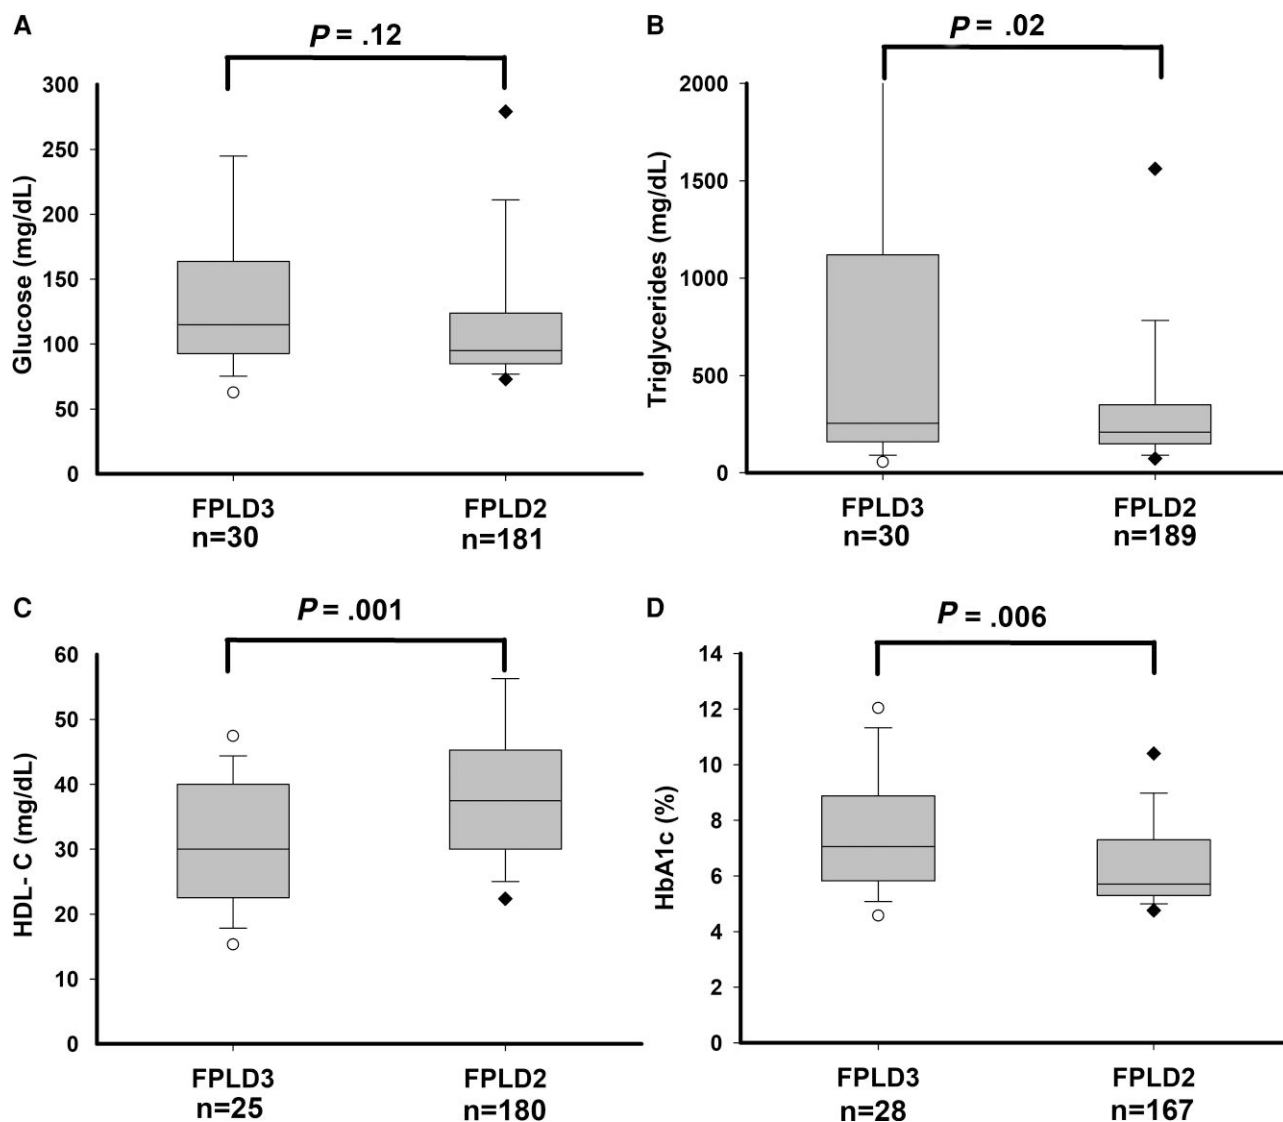 A
P = .12
Glucose (mg/dL)
300
250
200
150
100
50
0
FPLD3
n=30
FPLD2
n=181
B
P = .02
Triglycerides (mg/dL)
2000
1500
1000
500
0
FPLD3
n=30
FPLD2
n=189
C
P = .001
HDL- C (mg/dL)
60
50
40
30
20
10
0
FPLD3
n=25
FPLD2
n=180
D
P = .006
HbA1c (%)
14
12
10
8
6
4
2
0
FPLD3
n=28
FPLD2
n=167